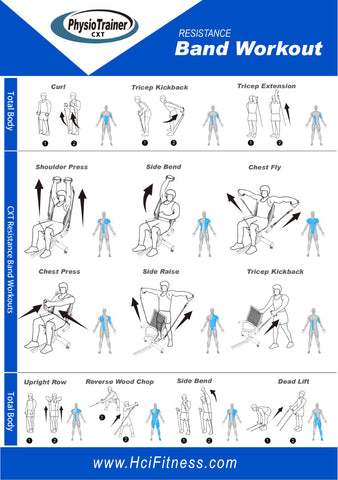 PhysioTrainer
CXT
RESISTANCE
Band Workout
Total Body
Curl
Tricep Kickback
Tricep Extension
1 2
1 2
1 2
CXT Resistance Band Workouts
Shoulder Press
Side Bend
Chest Fly
Chest Press
Side Raise
Tricep Kickback
Total Body
Upright Row
Reverse Wood Chop
Side Bend
Dead Lift
1 2
1 2
1 2
1 2
www.HciFitness.com